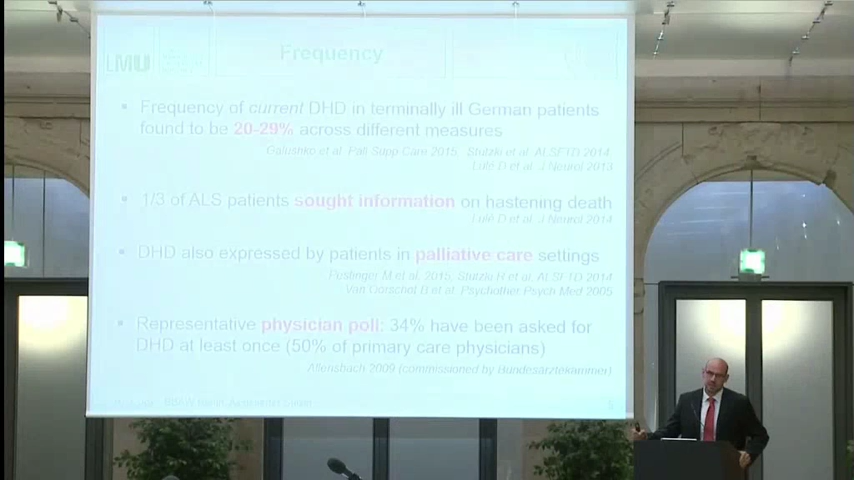 LMU
Frequency
▪ Frequency of current DHD in terminally ill German patients
found to be 20-29% across different measures
Galushko et al. Pall Supp Care 2015, Stutzki et al. ALSFTD 2014,
Lulé D et al. J Neurol 2013
▪ 1/3 of ALS patients sought information on hastening death
Lulé D et al. J Neurol 2014
▪ DHD also expressed by patients in palliative care settings
M et al. 2015, Stutzki R et al. ALSFTD 2014
Van Oorschot B et al. Psychother Psych Med 2005
▪ Representative physician poll: 34% have been asked for
DHD at least once (50% of primary care physicians)
Allensbach 2009 (commissioned by Bundesärztekammer)